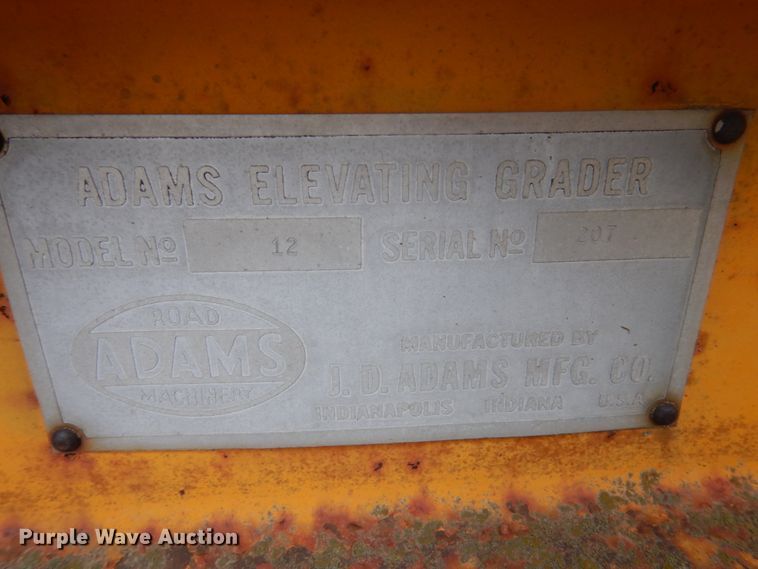 ADAMS ELEVATING GRADER
MODEL No 12 SERIAL No 207
ROAD
ADAMS
MACHINERY
MANUFACTURED BY
J. D. ADAMS MFG. CO.
INDIANAPOLIS INDIANA U.S.A.
Purple Wave Auction